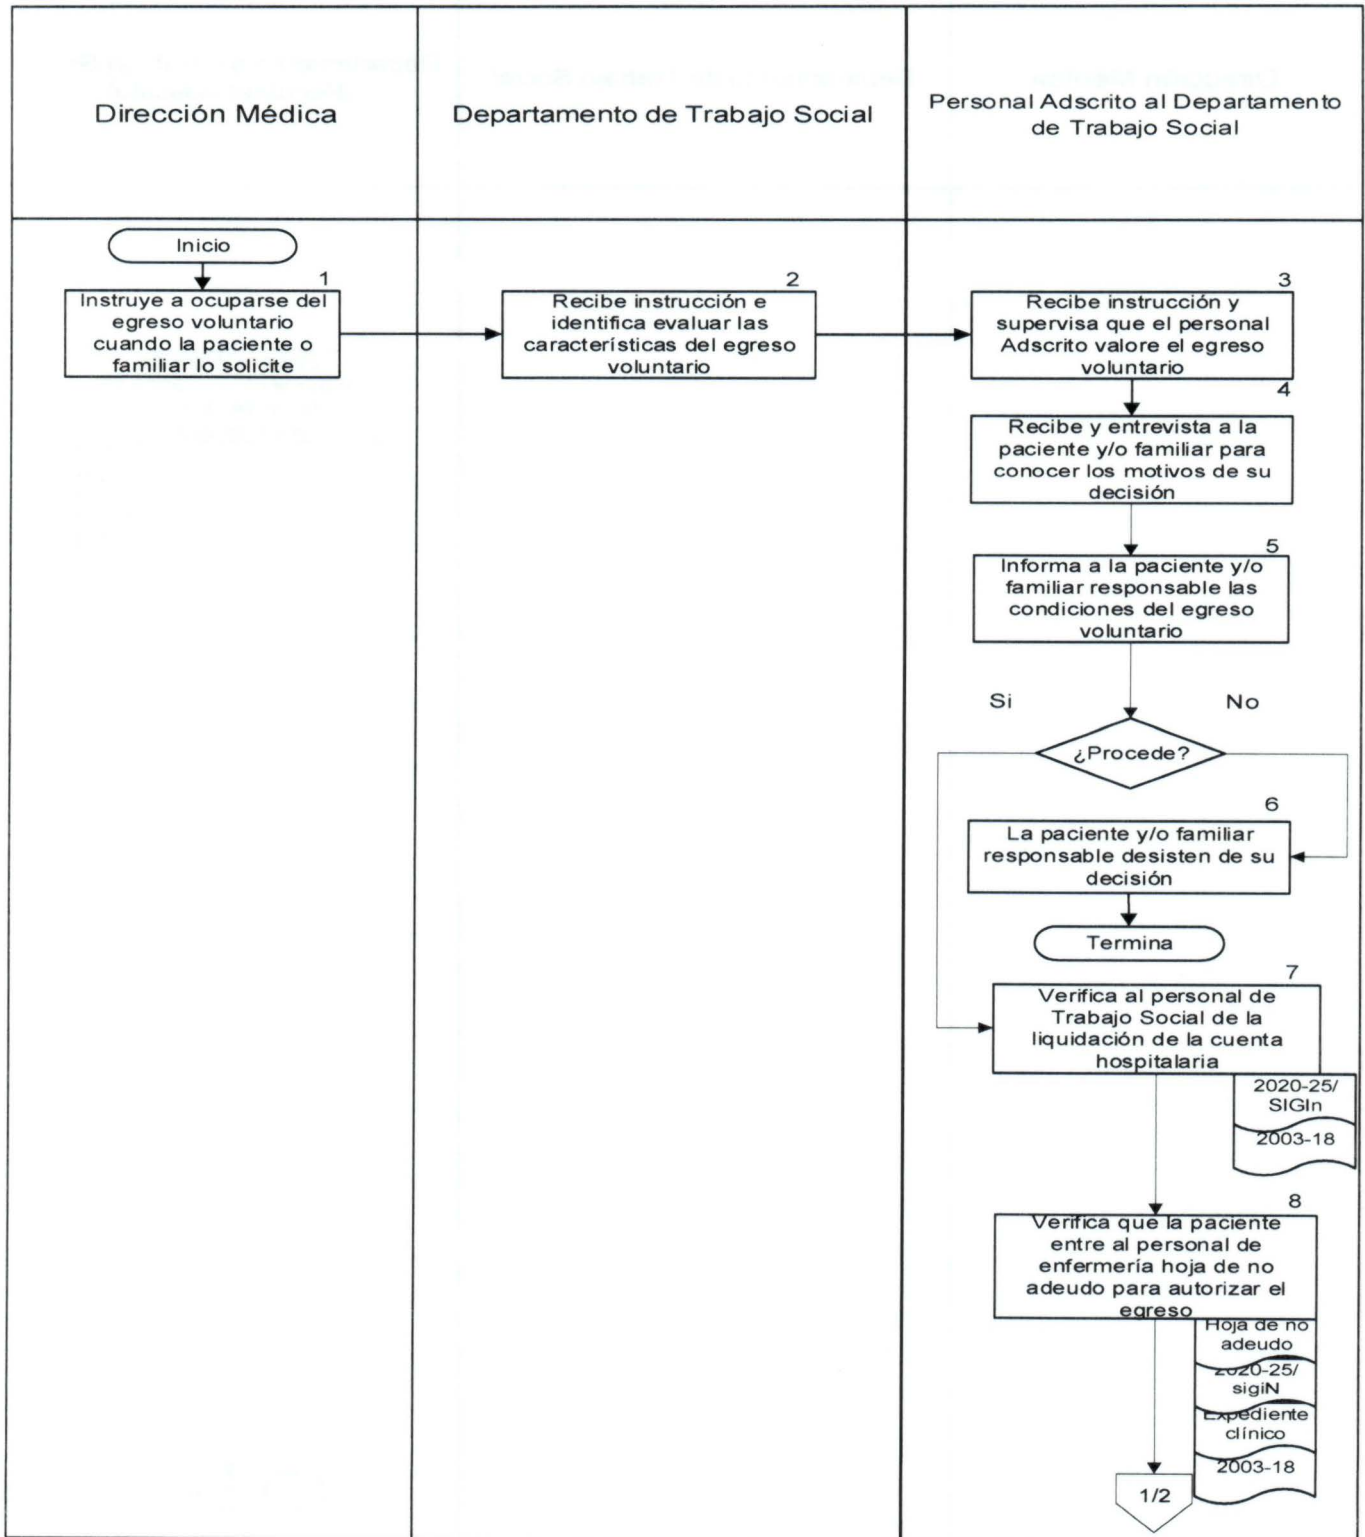 Dirección Médica
Departamento de Trabajo Social
Personal Adscrito al Departamento
de Trabajo Social
Inicio
1
Instruye a ocuparse del
egreso voluntario
cuando la paciente o
familiar lo solicite
2
Recibe instrucción e
identifica evaluar las
características del egreso
voluntario
3
Recibe instrucción y
supervisa que el personal
Adscrito valore el egreso
voluntario
4
Recibe y entrevista a la
paciente y/o familiar para
conocer los motivos de su
decisión
5
Informa a la paciente y/o
familiar responsable las
condiciones del egreso
voluntario
Si
No
¿Procede?
6
La paciente y/o familiar
responsable desisten de su
decisión
Termina
7
Verifica al personal de
Trabajo Social de la
liquidación de la cuenta
hospitalaria
2020-25/
SIGIn
2003-18
8
Verifica que la paciente
entre al personal de
enfermería hoja de no
adeudo para autorizar el
egreso
Hoja de no
adeudo
2020-25/
sigiN
Expediente
clínico
2003-18
1/2